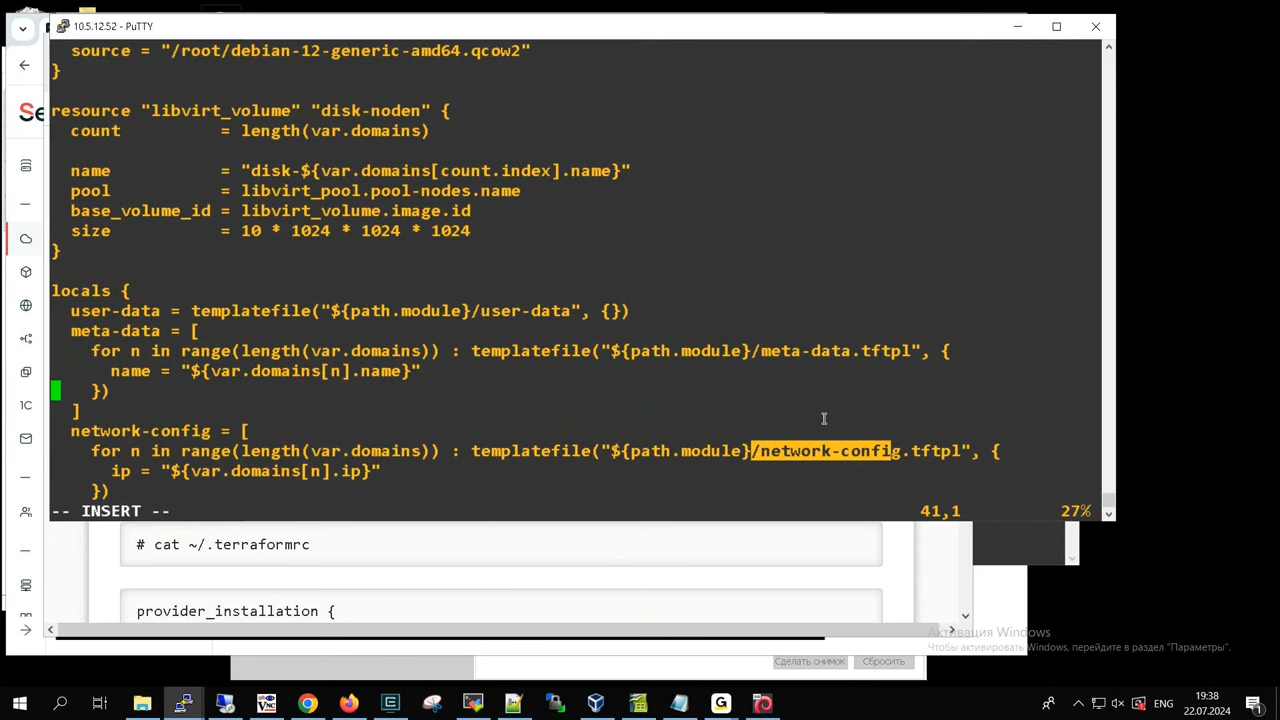 10.5.12.52 - PuTTY
source = "/root/debian-12-generic-amd64.qcow2"
}
resource "libvirt_volume" "disk-noden" {
count = length(var.domains)
name = "disk-${var.domains[count.index].name}"
pool = libvirt_pool.pool-nodes.name
base_volume_id = libvirt_volume.image.id
size = 10 * 1024 * 1024 * 1024
}
locals {
user-data = templatefile("${path.module}/user-data", {})
meta-data = [
for n in range(length(var.domains)) : templatefile("${path.module}/meta-data.tftpl", {
name = "${var.domains[n].name}"
})
]
network-config = [
for n in range(length(var.domains)) : templatefile("${path.module}/network-config.tftpl", {
ip = "${var.domains[n].ip}"
})
-- INSERT -- 41,1 27%
Se
1C
# cat ~/.terraformrc
provider_installation {
Активация Windows
Чтобы активировать Windows, перейдите в раздел "Параметры".
Сделать снимок Сбросить
ENG
19:38
22.07.2024